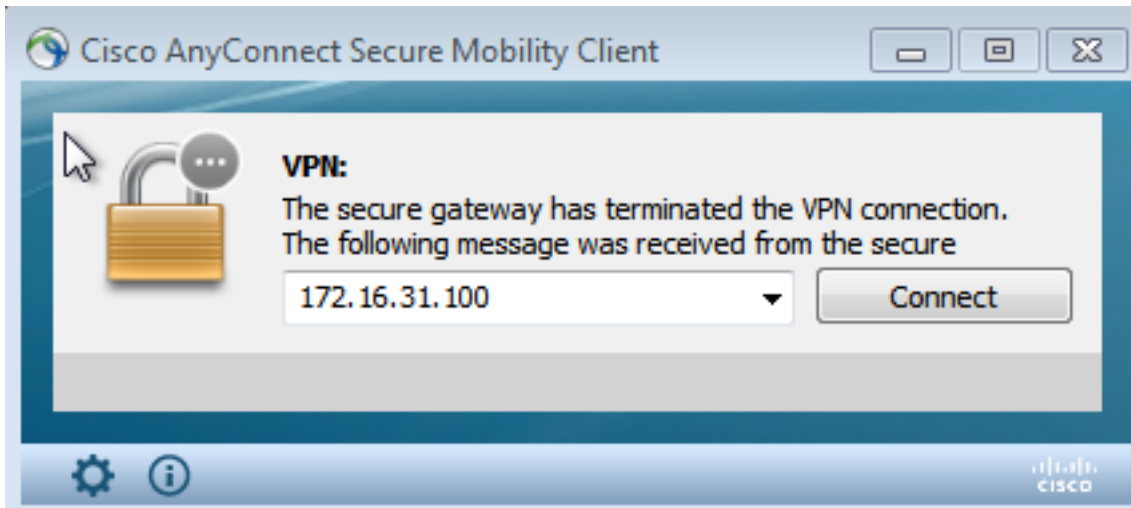 Cisco AnyConnect Secure Mobility Client
VPN:
The secure gateway has terminated the VPN connection.
The following message was received from the secure
172.16.31.100
Connect
CISCO